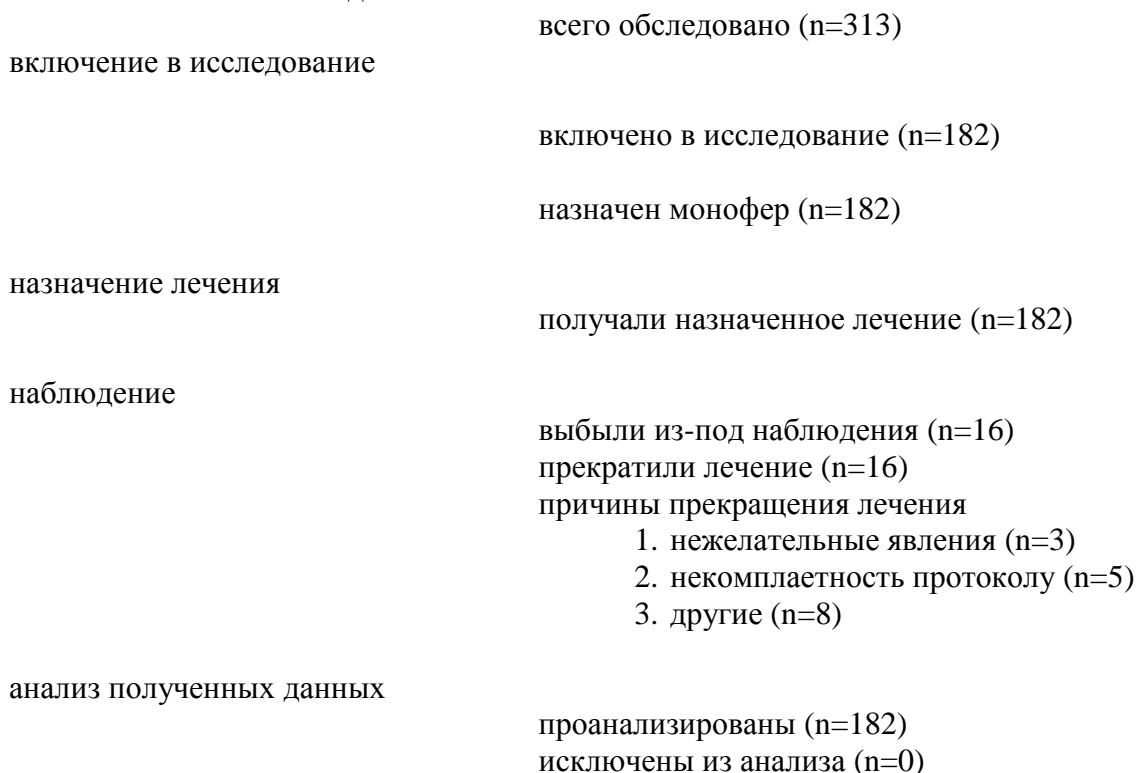 всего обследовано (n=313)
включение в исследование
включено в исследование (n=182)
назначен монофер (n=182)
назначение лечения
получали назначенное лечение (n=182)
наблюдение
выбыли из-под наблюдения (n=16)
прекратили лечение (n=16)
причины прекращения лечения
1. нежелательные явления (n=3)
2. некомплаетность протоколу (n=5)
3. другие (n=8)
анализ полученных данных
проанализированы (n=182)
исключены из анализа (n=0)